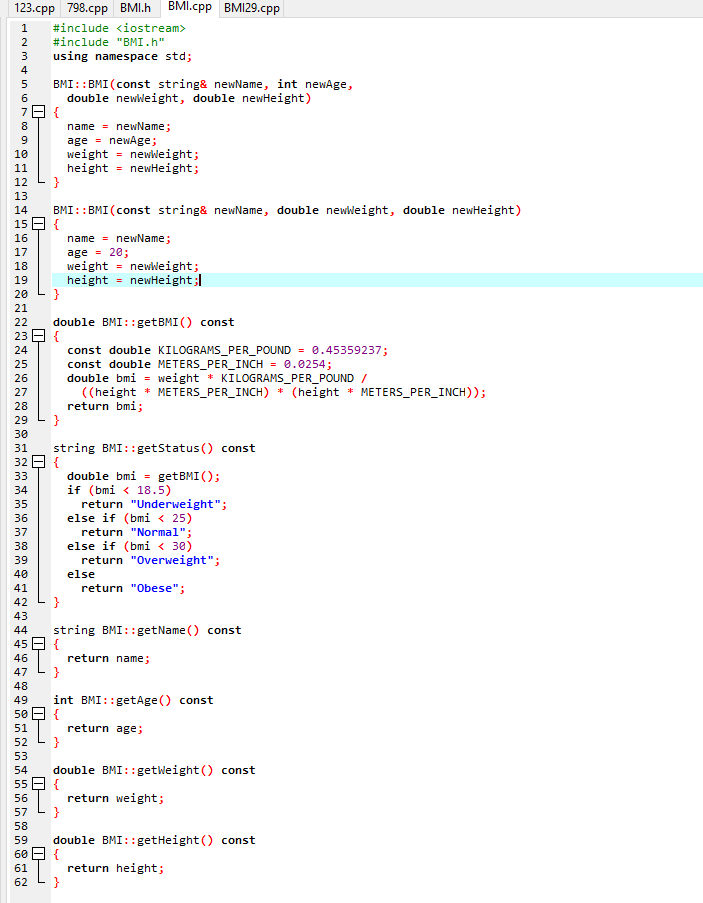 123.cpp 798.cpp BMI.h BMI.cpp BMI29.cpp
1 #include <iostream>
2 #include "BMI.h"
3 using namespace std;
4
5 BMI::BMI(const string& newName, int newAge,
6   double newWeight, double newHeight)
7 {
8   name = newName;
9   age = newAge;
10   weight = newWeight;
11   height = newHeight;
12 }
13
14 BMI::BMI(const string& newName, double newWeight, double newHeight)
15 {
16   name = newName;
17   age = 20;
18   weight = newWeight;
19   height = newHeight;
20 }
21
22 double BMI::getBMI() const
23 {
24   const double KILOGRAMS_PER_POUND = 0.45359237;
25   const double METERS_PER_INCH = 0.0254;
26   double bmi = weight * KILOGRAMS_PER_POUND /
27     ((height * METERS_PER_INCH) * (height * METERS_PER_INCH));
28   return bmi;
29 }
30
31 string BMI::getStatus() const
32 {
33   double bmi = getBMI();
34   if (bmi < 18.5)
35     return "Underweight";
36   else if (bmi < 25)
37     return "Normal";
38   else if (bmi < 30)
39     return "Overweight";
40   else
41     return "Obese";
42 }
43
44 string BMI::getName() const
45 {
46   return name;
47 }
48
49 int BMI::getAge() const
50 {
51   return age;
52 }
53
54 double BMI::getWeight() const
55 {
56   return weight;
57 }
58
59 double BMI::getHeight() const
60 {
61   return height;
62 }